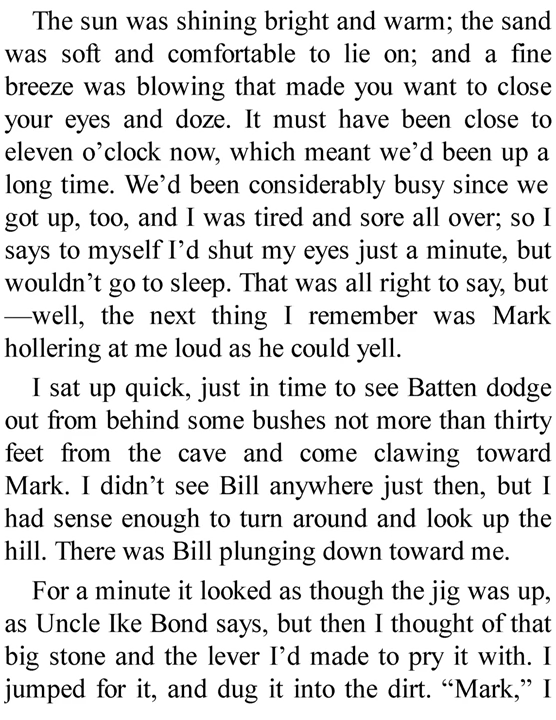 The sun was shining bright and warm; the sand
was soft and comfortable to lie on; and a fine
breeze was blowing that made you want to close
your eyes and doze. It must have been close to
eleven o’clock now, which meant we’d been up a
long time. We’d been considerably busy since we
got up, too, and I was tired and sore all over; so I
says to myself I’d shut my eyes just a minute, but
wouldn’t go to sleep. That was all right to say, but
—well, the next thing I remember was Mark
hollering at me loud as he could yell.
I sat up quick, just in time to see Batten dodge
out from behind some bushes not more than thirty
feet from the cave and come clawing toward
Mark. I didn’t see Bill anywhere just then, but I
had sense enough to turn around and look up the
hill. There was Bill plunging down toward me.
For a minute it looked as though the jig was up,
as Uncle Ike Bond says, but then I thought of that
big stone and the lever I’d made to pry it with. I
jumped for it, and dug it into the dirt. “Mark,” I